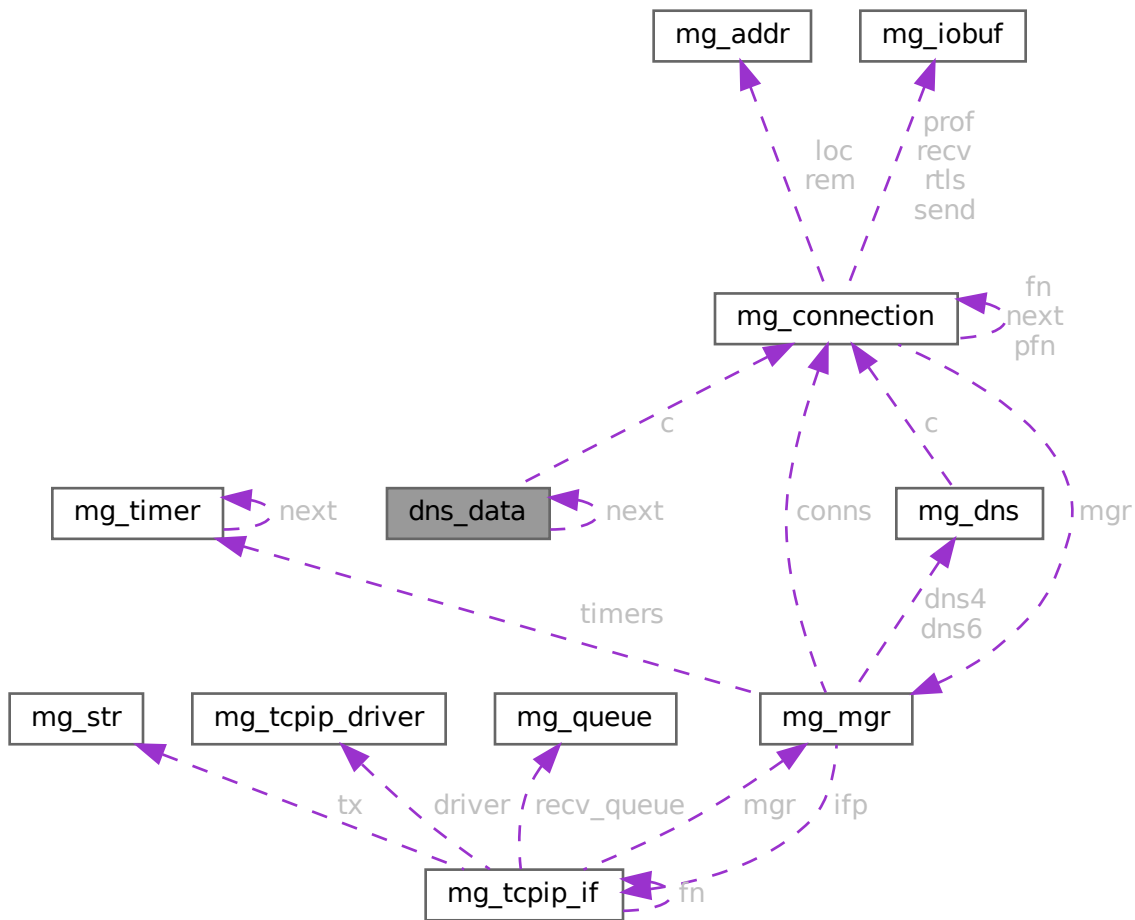 mg_addr
mg_iobuf
loc
rem
prof
recv
rtls
send
mg_connection
fn
next
pfn
c
c
mg_timer
next
dns_data
next
conns
mg_dns
mgr
timers
dns4
dns6
mg_str
mg_tcpip_driver
mg_queue
mg_mgr
tx
driver
recv_queue
mgr
ifp
mg_tcpip_if
fn